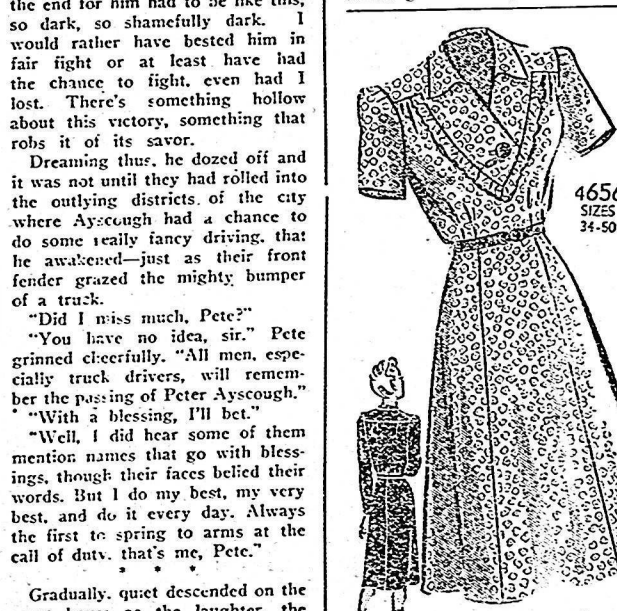 the end for him had to be like this,
so dark, so shamefully dark. I
would rather have bested him in
fair fight or at least have had
the chance to fight, even had I
lost. There's something hollow
about this victory, something that
robs it of its savor.
Dreaming thus, he dozed off and
it was not until they had rolled into
the outlying districts of the city
where Ayscough had a chance to
do some really fancy driving, that
he awakened—just as their front
fender grazed the mighty bumper
of a truck.
"Did I miss much, Pete?"
"You have no idea, sir." Pete
grinned cheerfully. "All men, espe-
cially truck drivers, will remem-
ber the passing of Peter Ayscough."
"With a blessing, I'll bet."
"Well, I did hear some of them
mention names that go with bless-
ings, though their faces belied their
words. But I do my best, my very
best, and do it every day. Always
the first to spring to arms at the
call of duty, that's me, Pete."
* * *
Gradually, quiet descended on the
as the laughter, the
4656
SIZES
34-50